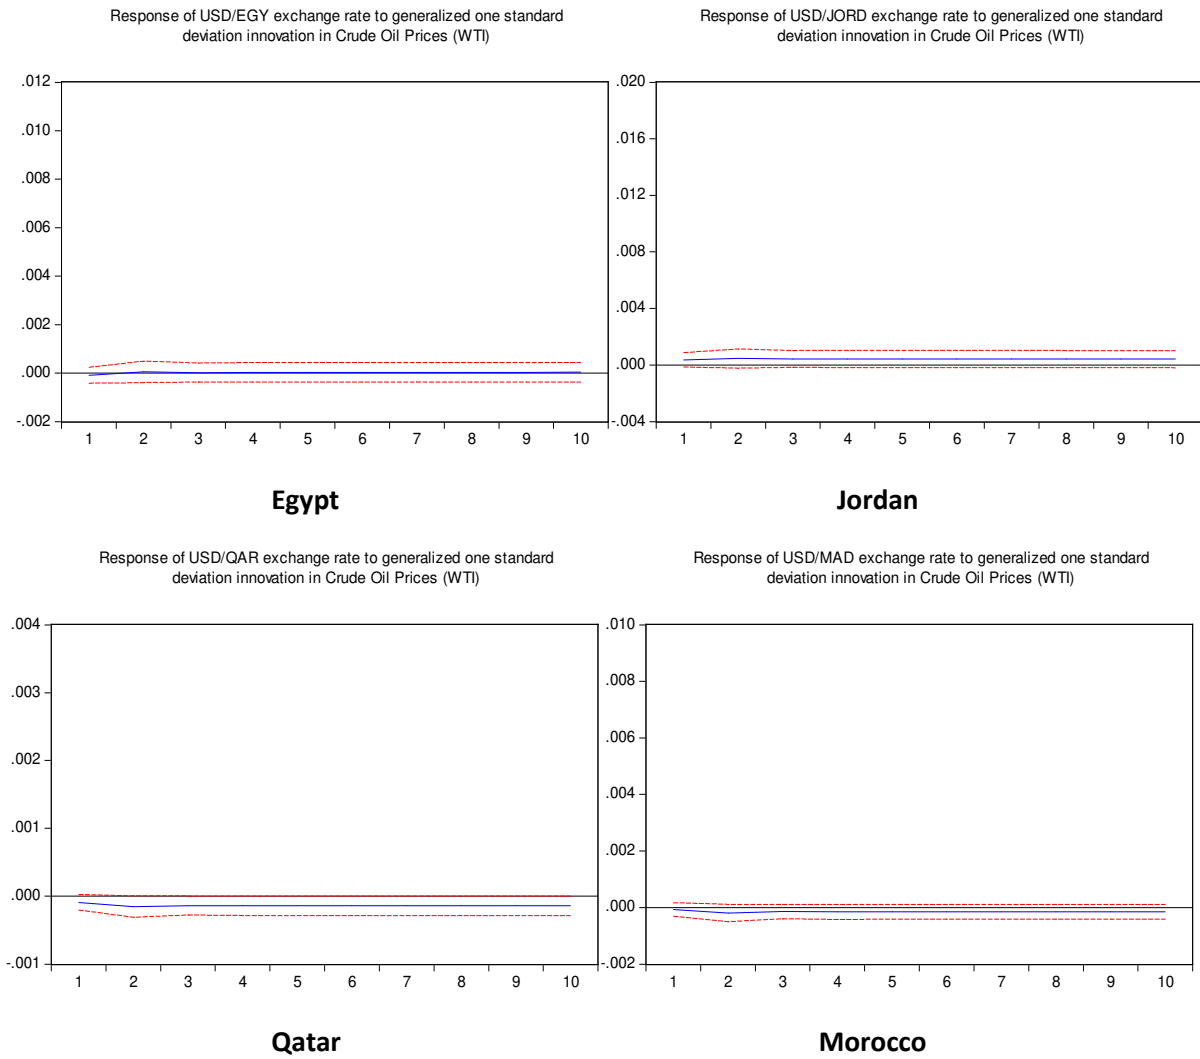 Response of USD/EGY exchange rate to generalized one standard
deviation innovation in Crude Oil Prices (WTI)
.012
.010
.008
.006
.004
.002
.000
-.002
1 2 3 4 5 6 7 8 9 10
Egypt
Response of USD/JORD exchange rate to generalized one standard
deviation innovation in Crude Oil Prices (WTI)
.020
.016
.012
.008
.004
.000
-.004
1 2 3 4 5 6 7 8 9 10
Jordan
Response of USD/QAR exchange rate to generalized one standard
deviation innovation in Crude Oil Prices (WTI)
.004
.003
.002
.001
.000
-.001
1 2 3 4 5 6 7 8 9 10
Qatar
Response of USD/MAD exchange rate to generalized one standard
deviation innovation in Crude Oil Prices (WTI)
.010
.008
.006
.004
.002
.000
-.002
1 2 3 4 5 6 7 8 9 10
Morocco